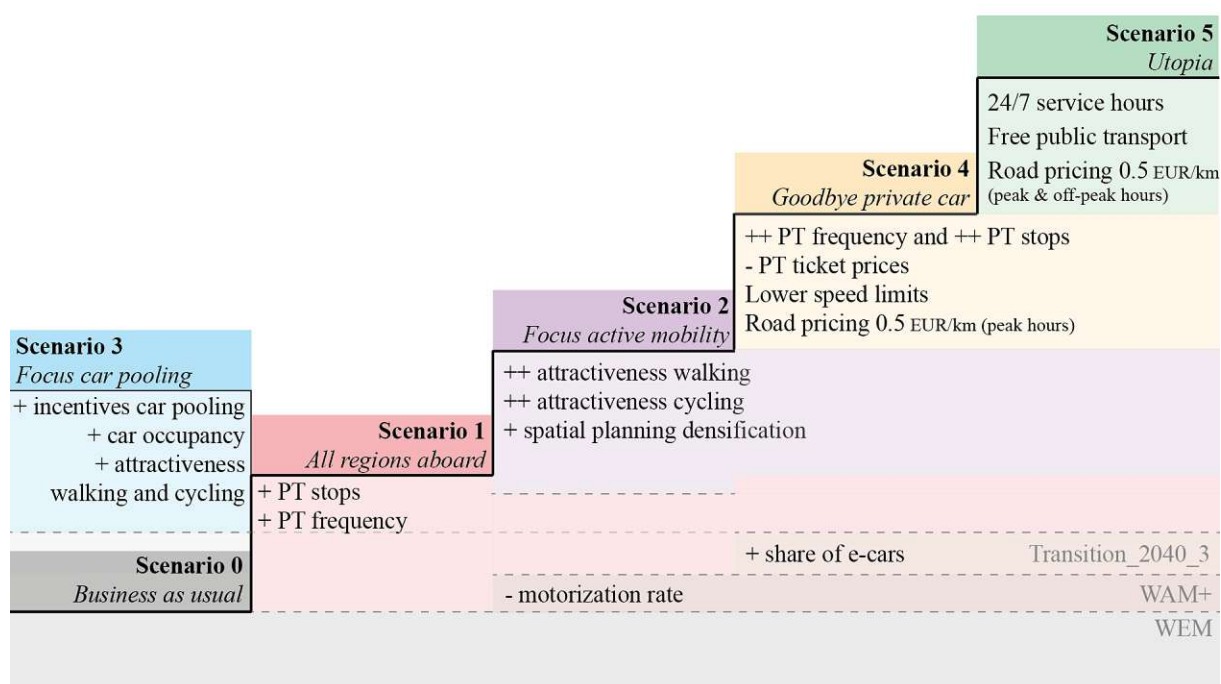 Scenario 5
Utopia
24/7 service hours
Free public transport
Road pricing 0.5 EUR/km
(peak & off-peak hours)
Scenario 4
Goodbye private car
++ PT frequency and ++ PT stops
- PT ticket prices
Lower speed limits
Road pricing 0.5 EUR/km (peak hours)
Scenario 2
Focus active mobility
++ attractiveness walking
++ attractiveness cycling
+ spatial planning densification
Scenario 3
Focus car pooling
+ incentives car pooling
+ car occupancy
+ attractiveness
walking and cycling
Scenario 1
All regions aboard
+ PT stops
+ PT frequency
Scenario 0
Business as usual
+ share of e-cars
Transition_2040_3
- motorization rate
WAM+
WEM